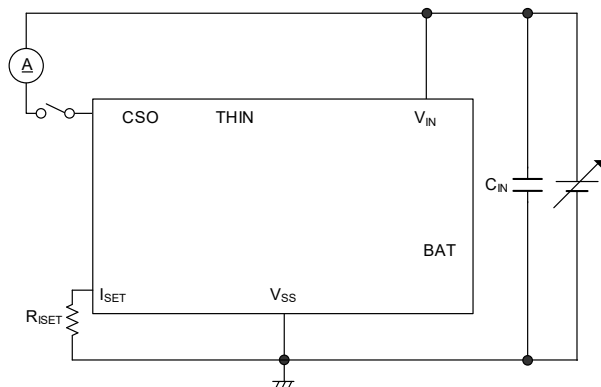 A
CSO THIN V_IN
C_IN
BAT
I_SET V_SS
R_ISET